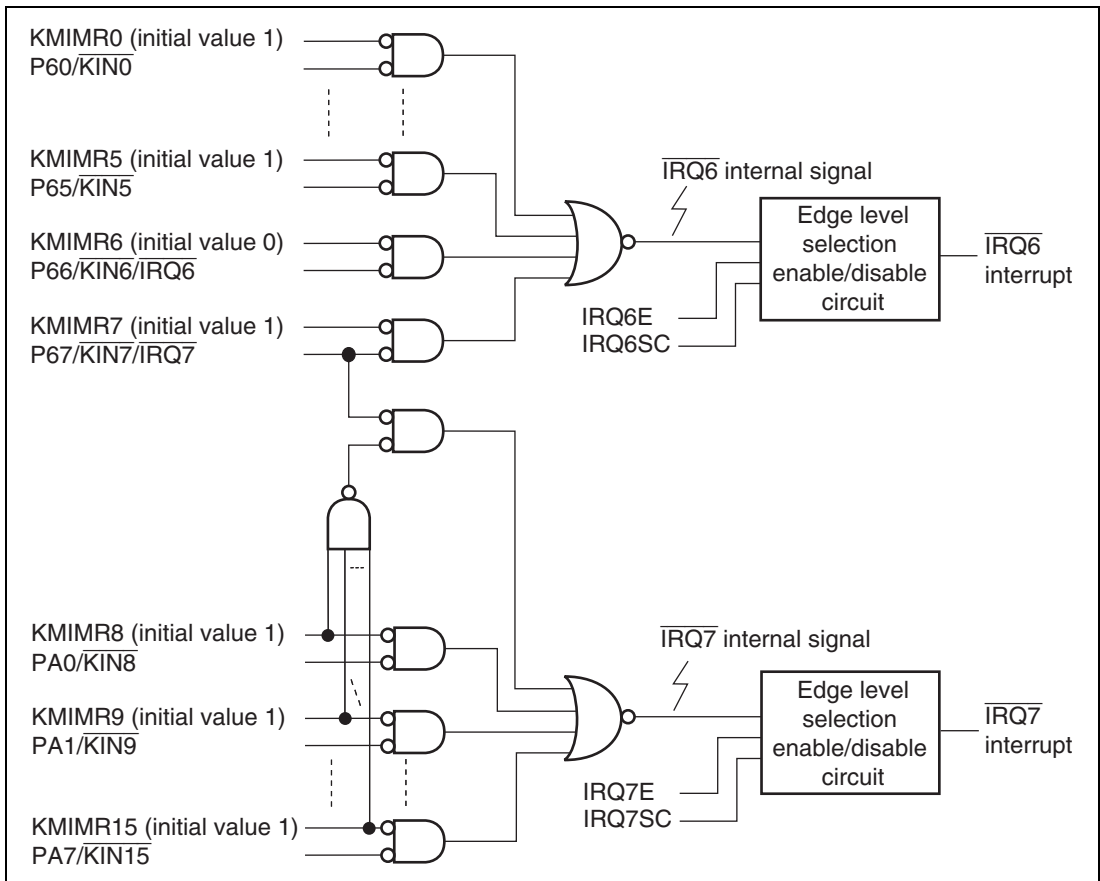 KMIMR0 (initial value 1)
P60/KIN0
KMIMR5 (initial value 1)
P65/KIN5
KMIMR6 (initial value 0)
P66/KIN6/IRQ6
KMIMR7 (initial value 1)
P67/KIN7/IRQ7
IRQ6 internal signal
Edge level
selection
enable/disable
circuit
IRQ6
interrupt
IRQ6E
IRQ6SC
KMIMR8 (initial value 1)
PA0/KIN8
KMIMR9 (initial value 1)
PA1/KIN9
KMIMR15 (initial value 1)
PA7/KIN15
IRQ7 internal signal
Edge level
selection
enable/disable
circuit
IRQ7
interrupt
IRQ7E
IRQ7SC